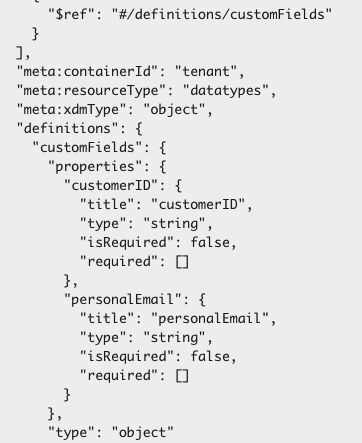 {
"$ref": "#/definitions/customFields"
}
],
"meta:containerId": "tenant",
"meta:resourceType": "datatypes",
"meta:xdmType": "object",
"definitions": {
"customFields": {
"properties": {
"customerID": {
"title": "customerID",
"type": "string",
"isRequired": false,
"required": []
},
"personalEmail": {
"title": "personalEmail",
"type": "string",
"isRequired": false,
"required": []
}
},
"type": "object"